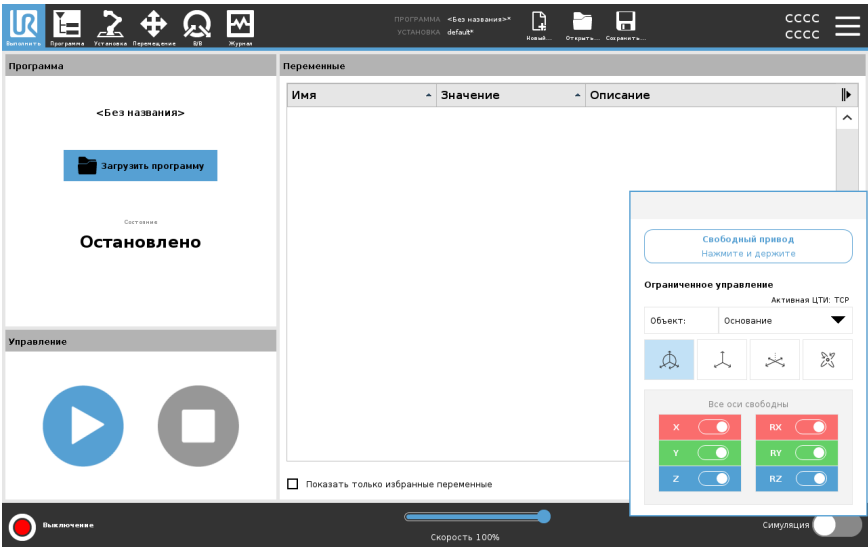 UR
ПРОГРАММА <Без названия>*
УСТАНОВКА default*
Выполнить Программа Установка Перемещение В/В Журнал
Новый... Открыть... Сохранить...
CCCC
CCCC
Программа
<Без названия>
Загрузить программу
Состояние
Остановлено
Управление
Переменные
Имя Значение Описание
Показать только избранные переменные
Свободный привод
Нажмите и держите
Ограниченное управление
Активная ЦТИ: TCP
Объект: Основание
Все оси свободны
X RX
Y RY
Z RZ
Выключение
Скорость 100%
Симуляция